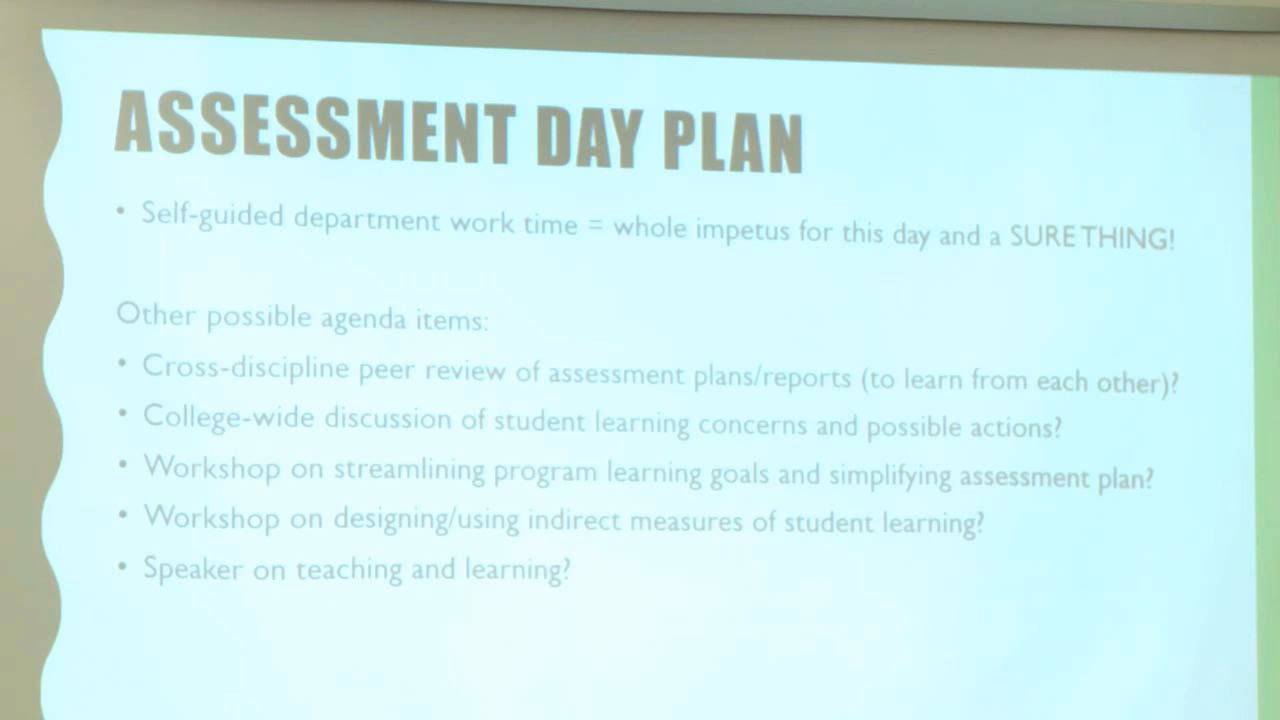 ASSESSMENT DAY PLAN
• Self-guided department work time = whole impetus for this day and a SURE THING!
Other possible agenda items:
• Cross-discipline peer review of assessment plans/reports (to learn from each other)?
• College-wide discussion of student learning concerns and possible actions?
• Workshop on streamlining program learning goals and simplifying assessment plan?
• Workshop on designing/using indirect measures of student learning?
• Speaker on teaching and learning?